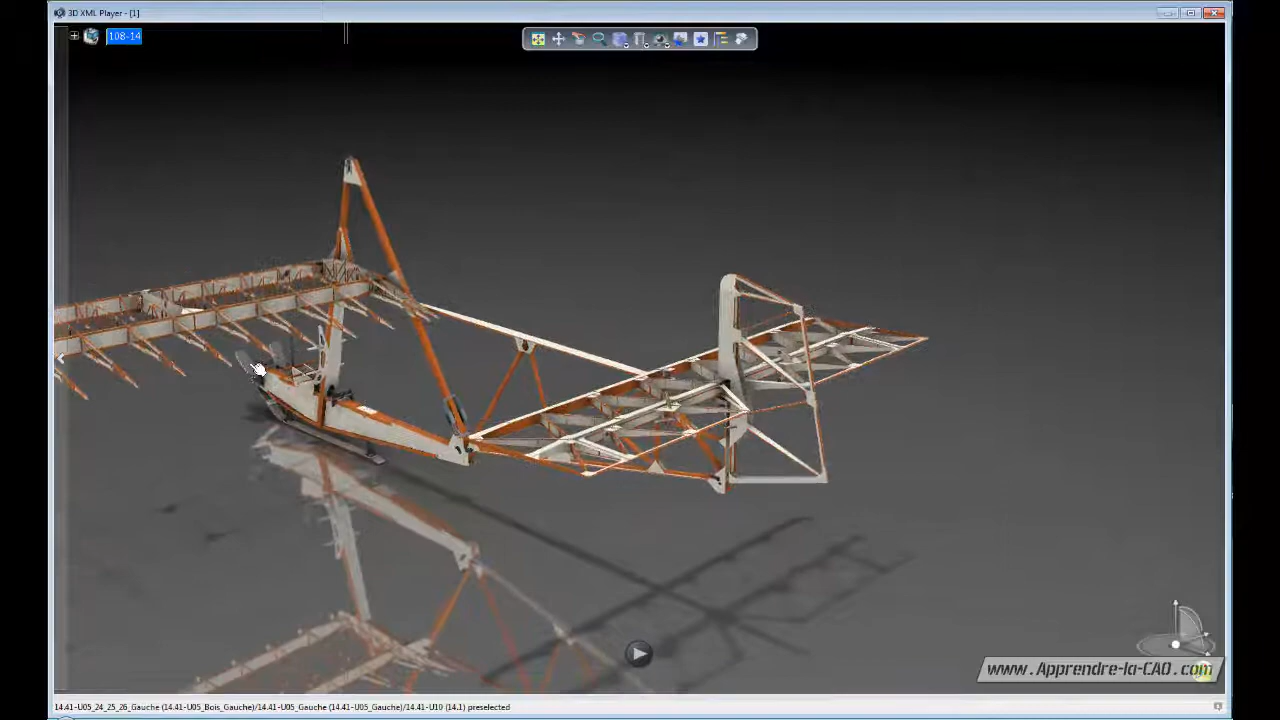 3D XML Player - [1]
108-14
www.Apprendre-la-CAO.com
14.41-U05_24_25_26_Gauche (14.41-U05_Bois_Gauche)/14.41-U05_Gauche (14.41-U05)/14.41-U10 (14.1) preselected